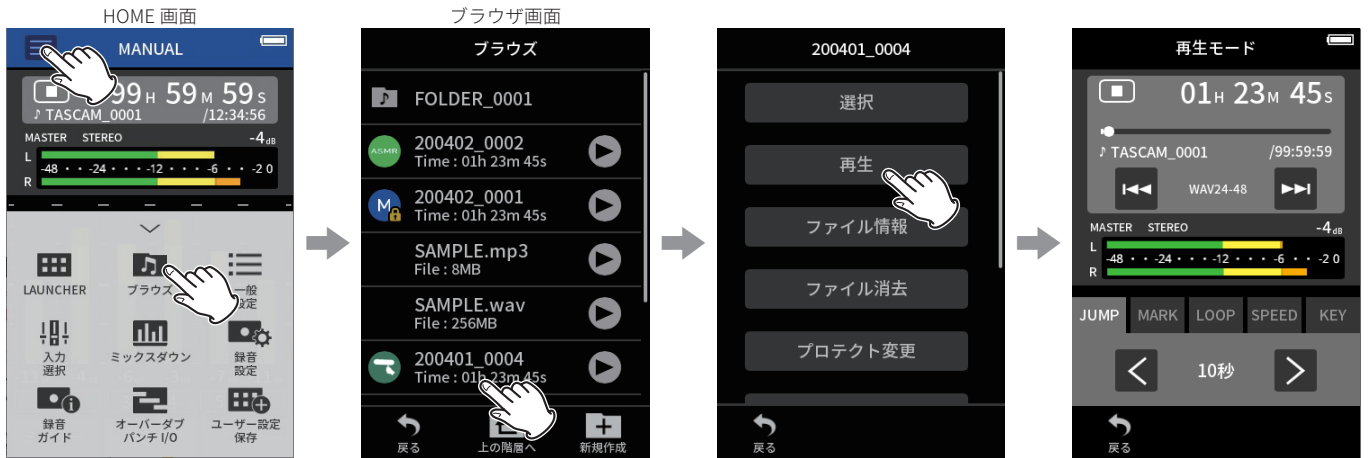 HOME 画面
MANUAL
99H 59M 59S
♪ TASCAM_0001 /12:34:56
MASTER STEREO -4dB
L
-48 · · -24 · · · -12 · · · -6 · · -2 0
R
LAUNCHER
ブラウズ
一般
設定
入力
選択
ミックスダウン
録音
設定
録音
ガイド
オーバーダブ
パンチ I/O
ユーザー設定
保存
ブラウザ画面
ブラウズ
FOLDER_0001
ASMR
200402_0002
Time : 01h 23m 45s
M
200402_0001
Time : 01h 23m 45s
SAMPLE.mp3
File : 8MB
SAMPLE.wav
File : 256MB
200401_0004
Time : 01h 23m 45s
戻る
上の階層へ
新規作成
200401_0004
選択
再生
ファイル情報
ファイル消去
プロテクト変更
戻る
再生モード
01H 23M 45S
♪ TASCAM_0001 /99:59:59
WAV24-48
MASTER STEREO -4dB
L
-48 · · -24 · · · -12 · · · -6 · · -2 0
R
JUMP MARK LOOP SPEED KEY
10秒
戻る